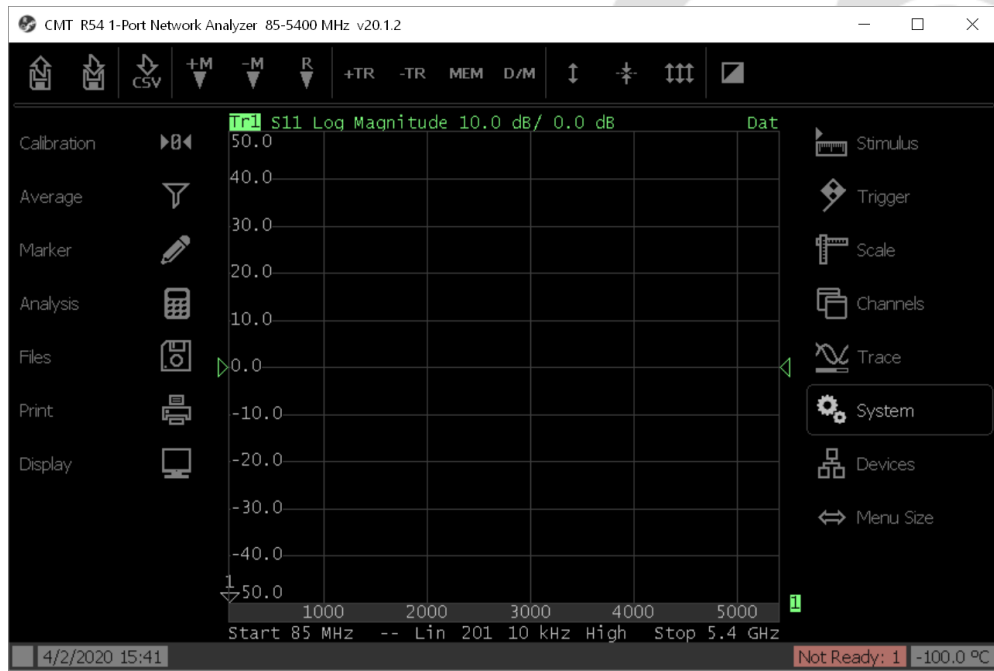 CMT R54 1-Port Network Analyzer 85-5400 MHz v20.1.2
CSV +M -M R +TR -TR MEM D/M
Tr1 S11 Log Magnitude 10.0 dB/ 0.0 dB Dat
Calibration
Average
Marker
Analysis
Files
Print
Display
50.0
40.0
30.0
20.0
10.0
0.0
-10.0
-20.0
-30.0
-40.0
1
-50.0
1000 2000 3000 4000 5000
1
Start 85 MHz -- Lin 201 10 kHz High Stop 5.4 GHz
Stimulus
Trigger
Scale
Channels
Trace
System
Devices
Menu Size
4/2/2020 15:41
Not Ready: 1
-100.0 ºC